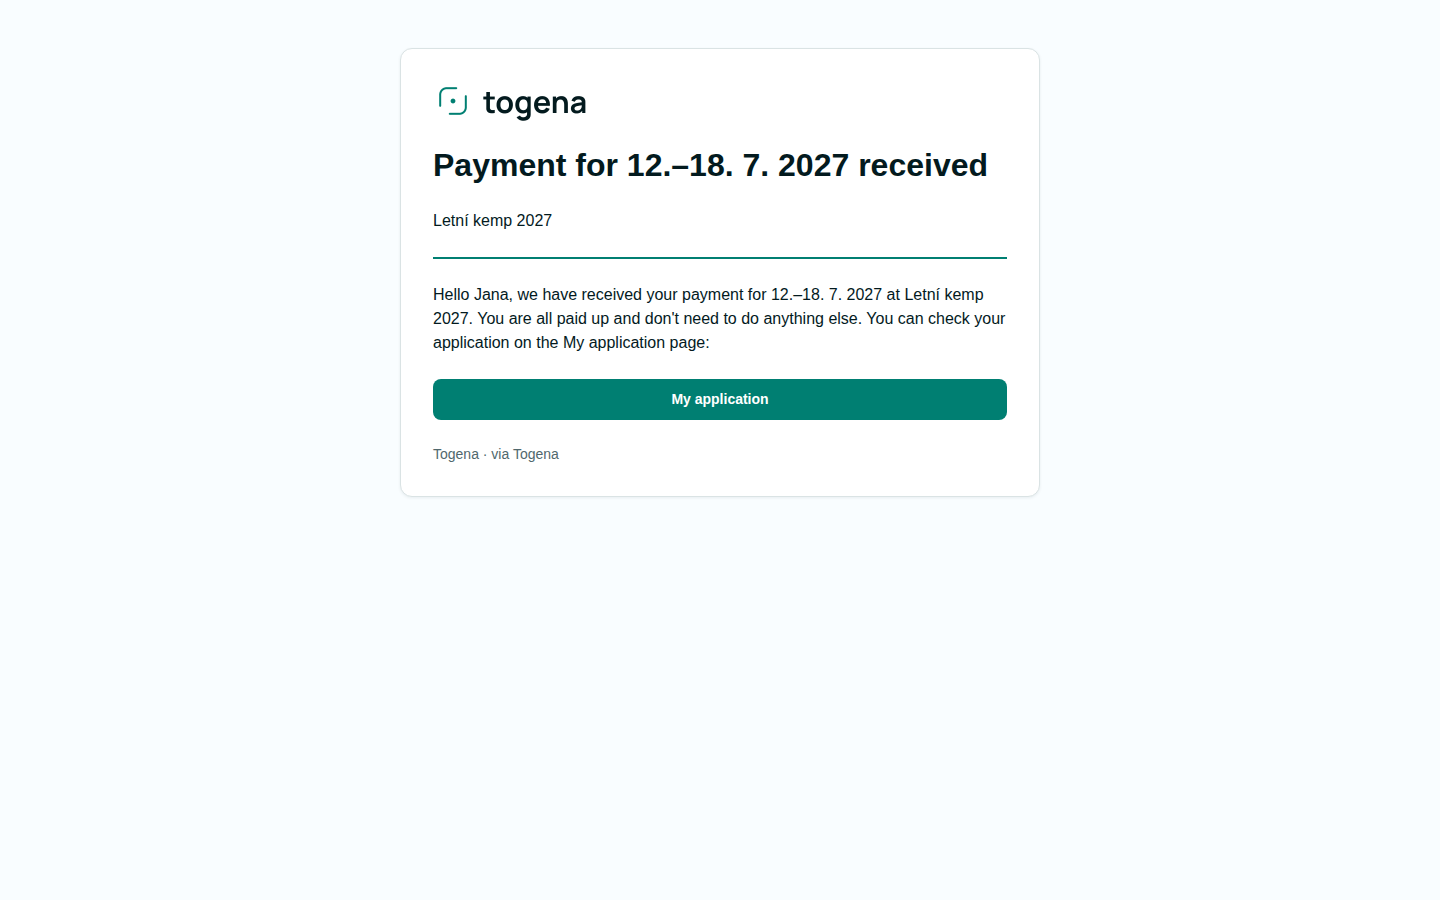 togena
Payment for 12.–18. 7. 2027 received
Letní kemp 2027
Hello Jana, we have received your payment for 12.–18. 7. 2027 at Letní kemp
2027. You are all paid up and don't need to do anything else. You can check your
application on the My application page:
My application
Togena · via Togena